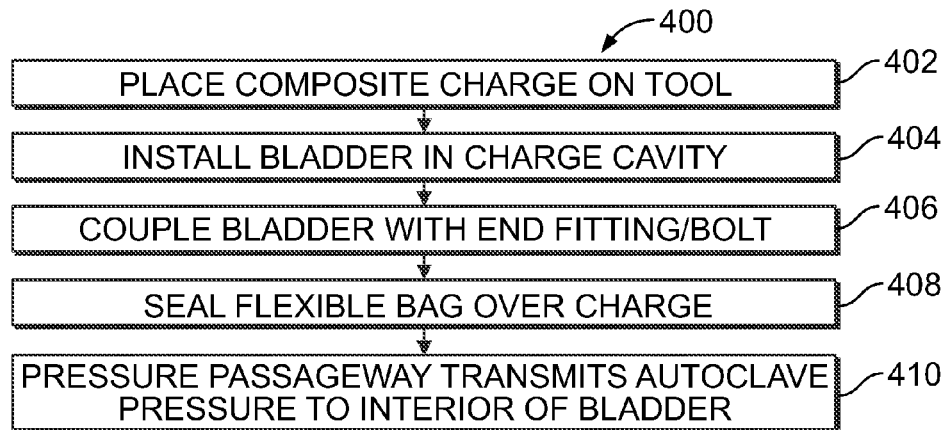 400
PLACE COMPOSITE CHARGE ON TOOL 402
INSTALL BLADDER IN CHARGE CAVITY 404
COUPLE BLADDER WITH END FITTING/BOLT 406
SEAL FLEXIBLE BAG OVER CHARGE 408
PRESSURE PASSAGEWAY TRANSMITS AUTOCLAVE
PRESSURE TO INTERIOR OF BLADDER 410